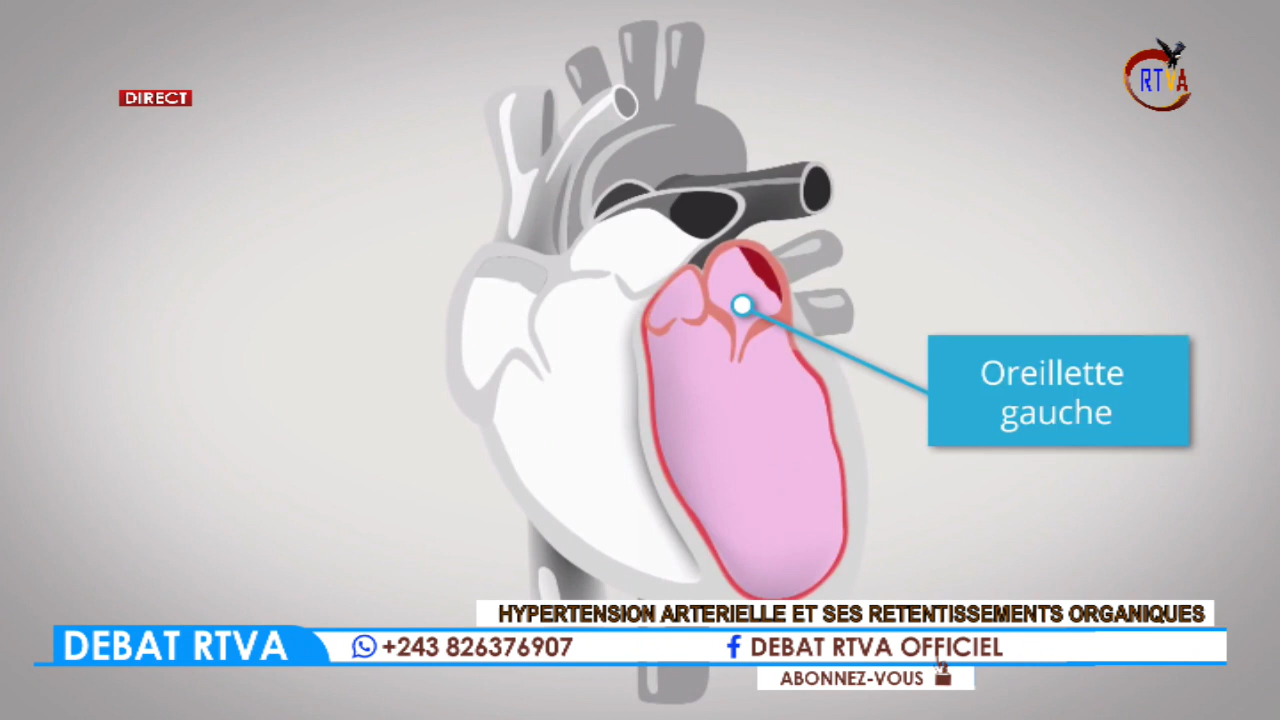 DIRECT
RTVA
Oreillette
gauche
HYPERTENSION ARTERIELLE ET SES RETENTISSEMENTS ORGANIQUES
DEBAT RTVA
+243 826376907
DEBAT RTVA OFFICIEL
ABONNEZ-VOUS